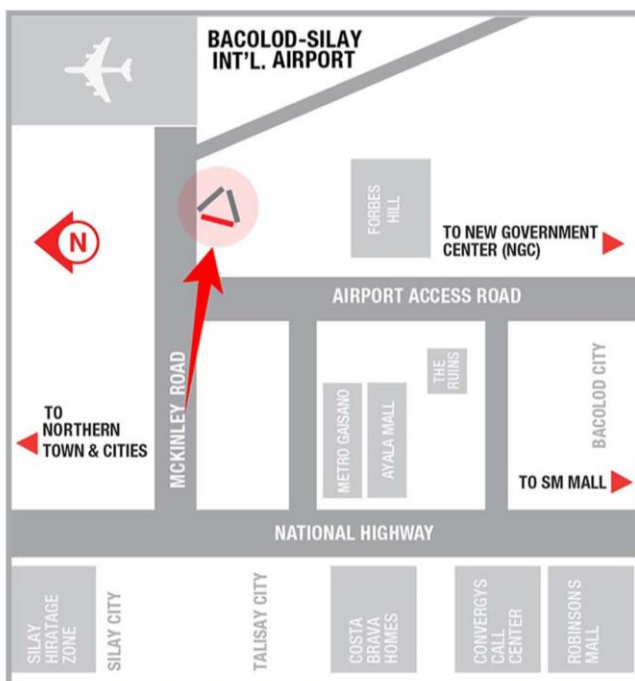 BACOLOD-SILAY
INT'L. AIRPORT
FORBES
HILL
N
TO NEW GOVERNMENT
CENTER (NGC)
AIRPORT ACCESS ROAD
MCKINLEY ROAD
TO
NORTHERN
TOWN & CITIES
METRO GAISANO
AYALA MALL
THE
RUINS
BACOLOD CITY
TO SM MALL
NATIONAL HIGHWAY
SILAY
HIRATAGE
ZONE
SILAY CITY
TALISAY CITY
COSTA
BRAVA
HOMES
CONVERGYS
CALL
CENTER
ROBINSONS
MALL